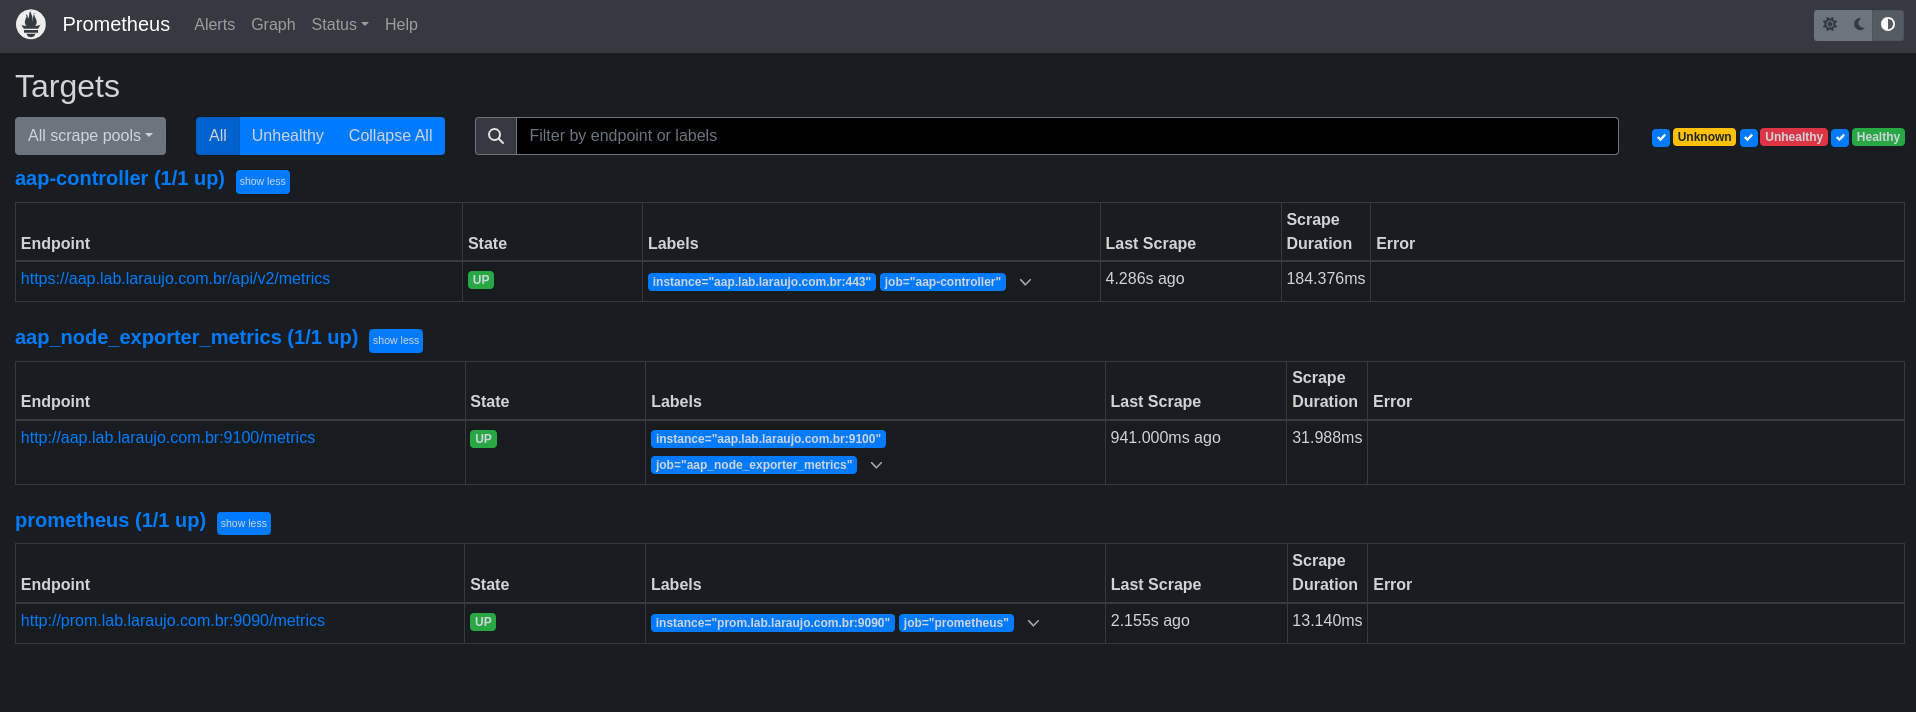 Prometheus Alerts Graph Status Help
Targets
All scrape pools All Unhealthy Collapse All Filter by endpoint or labels Unknown Unhealthy Healthy
aap-controller (1/1 up) show less
Endpoint State Labels Last Scrape Scrape Duration Error
https://aap.lab.laraujo.com.br/api/v2/metrics UP instance="aap.lab.laraujo.com.br:443" job="aap-controller" 4.286s ago 184.376ms
aap_node_exporter_metrics (1/1 up) show less
Endpoint State Labels Last Scrape Scrape Duration Error
http://aap.lab.laraujo.com.br:9100/metrics UP instance="aap.lab.laraujo.com.br:9100" 941.000ms ago 31.988ms
job="aap_node_exporter_metrics"
prometheus (1/1 up) show less
Endpoint State Labels Last Scrape Scrape Duration Error
http://prom.lab.laraujo.com.br:9090/metrics UP instance="prom.lab.laraujo.com.br:9090" job="prometheus" 2.155s ago 13.140ms